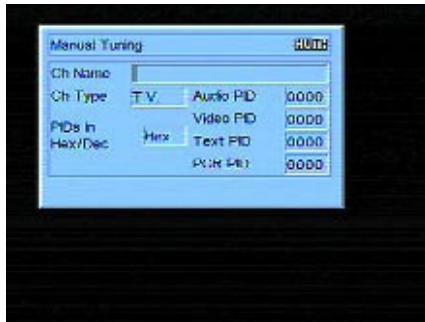 Manual Tuning
Ch Name
Ch Type T.V. Audio PID 0000
Video PID 0000
PIDs in Hex/Dec Hex Text PID 0000
PCR PID 0000